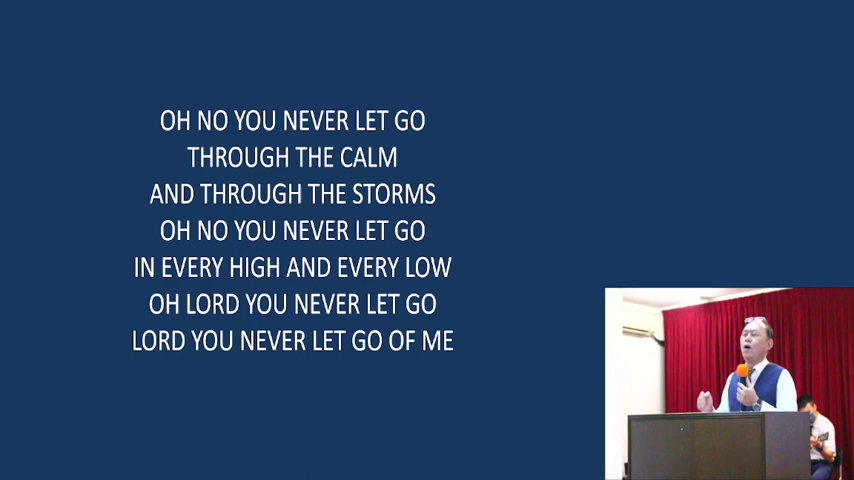 OH NO YOU NEVER LET GO
THROUGH THE CALM
AND THROUGH THE STORMS
OH NO YOU NEVER LET GO
IN EVERY HIGH AND EVERY LOW
OH LORD YOU NEVER LET GO
LORD YOU NEVER LET GO OF ME